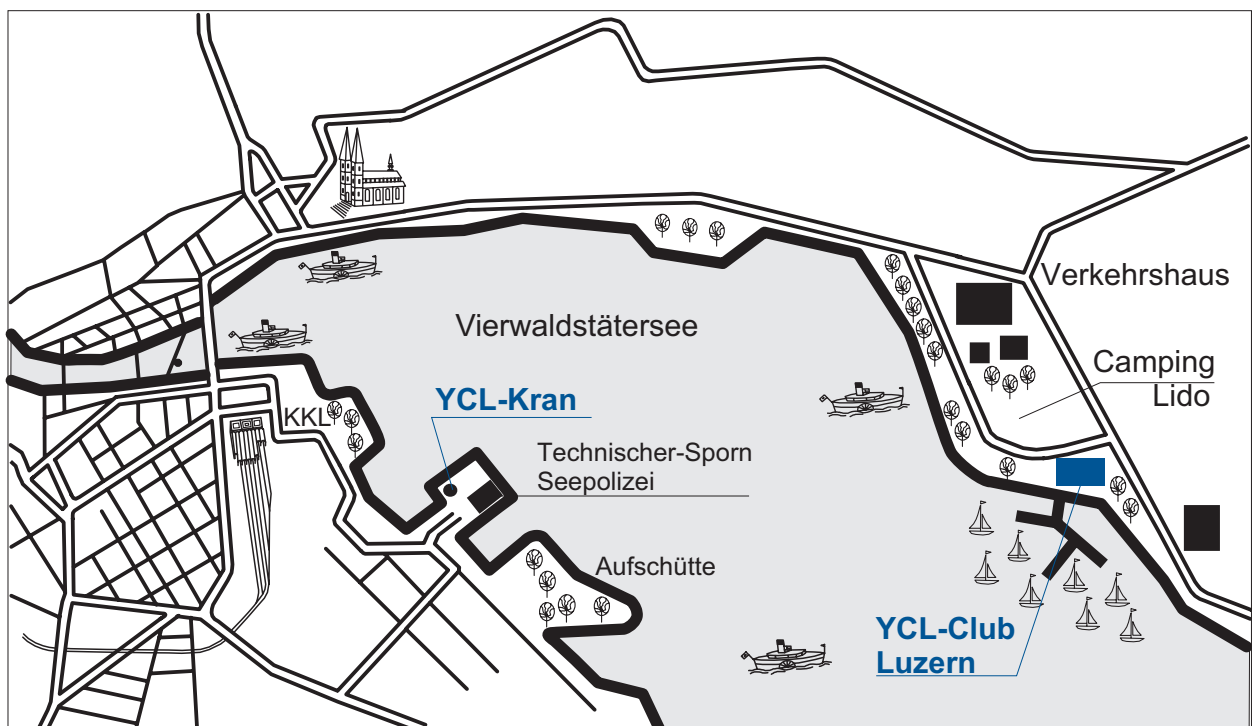 Verkehrshaus
Vierwaldstätersee
Camping
Lido
YCL-Kran
KKL
Technischer-Sporn
Seepolizei
Aufschütte
YCL-Club
Luzern